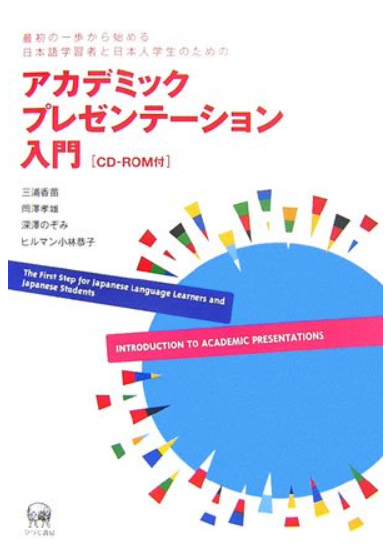 最初の一歩から始める
日本語学習者と日本人学生のための
アカデミック
プレゼンテーション
入門 [CD-ROM付]
三浦香苗
岡澤孝雄
深澤のぞみ
ヒルマン小林恭子
The First Step for Japanese Language Learners and
Japanese Students
INTRODUCTION TO ACADEMIC PRESENTATIONS
ひつじ書房